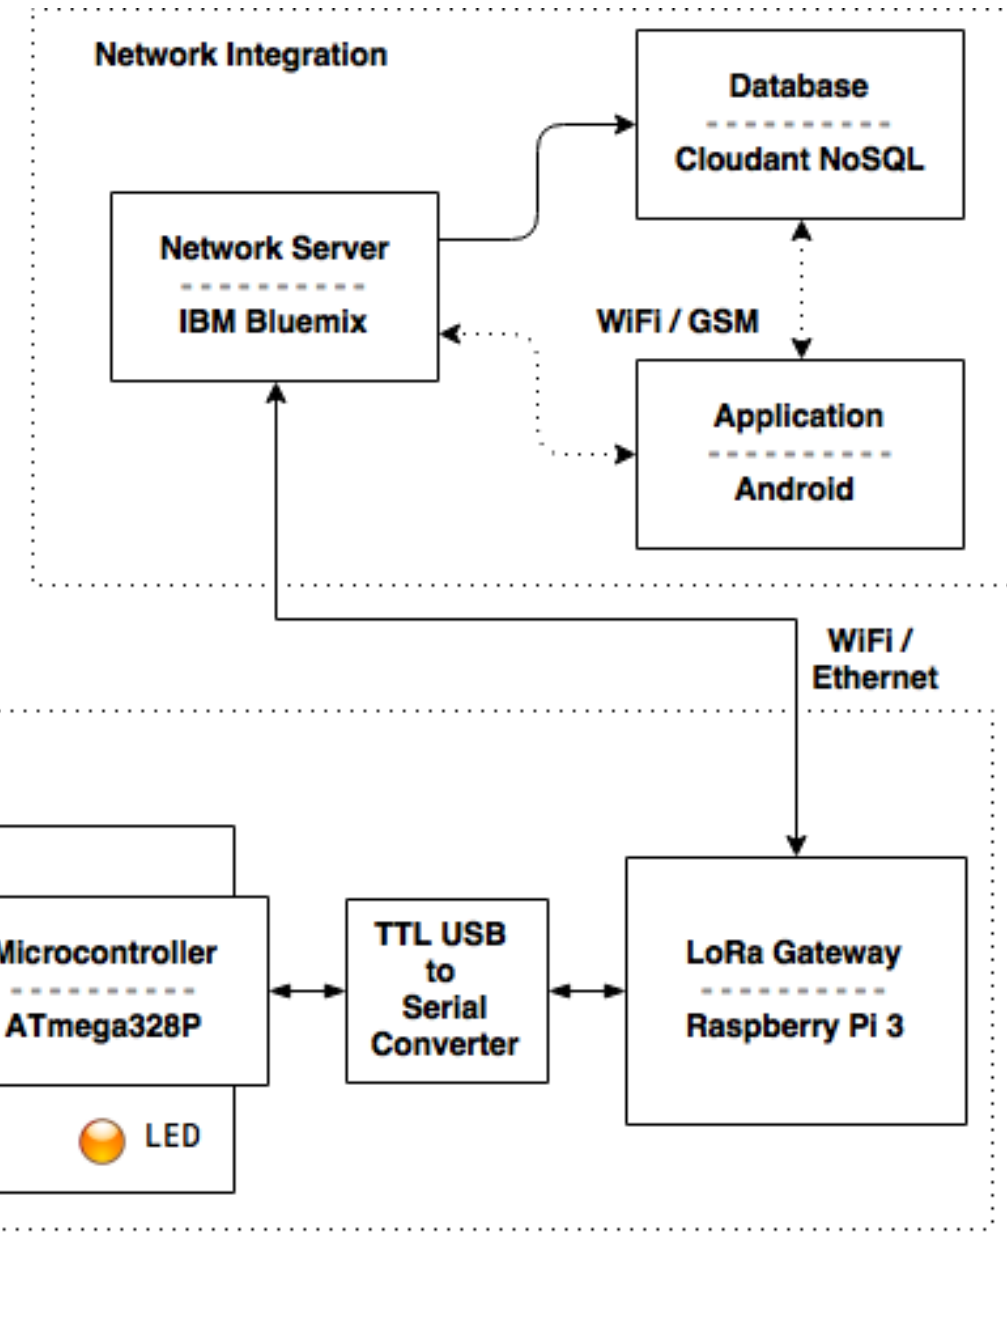 Network Integration
Database
Cloudant NoSQL
Network Server
IBM Bluemix
WiFi / GSM
Application
Android
WiFi /
Ethernet
Microcontroller
ATmega328P
TTL USB
to
Serial
Converter
LoRa Gateway
Raspberry Pi 3
LED